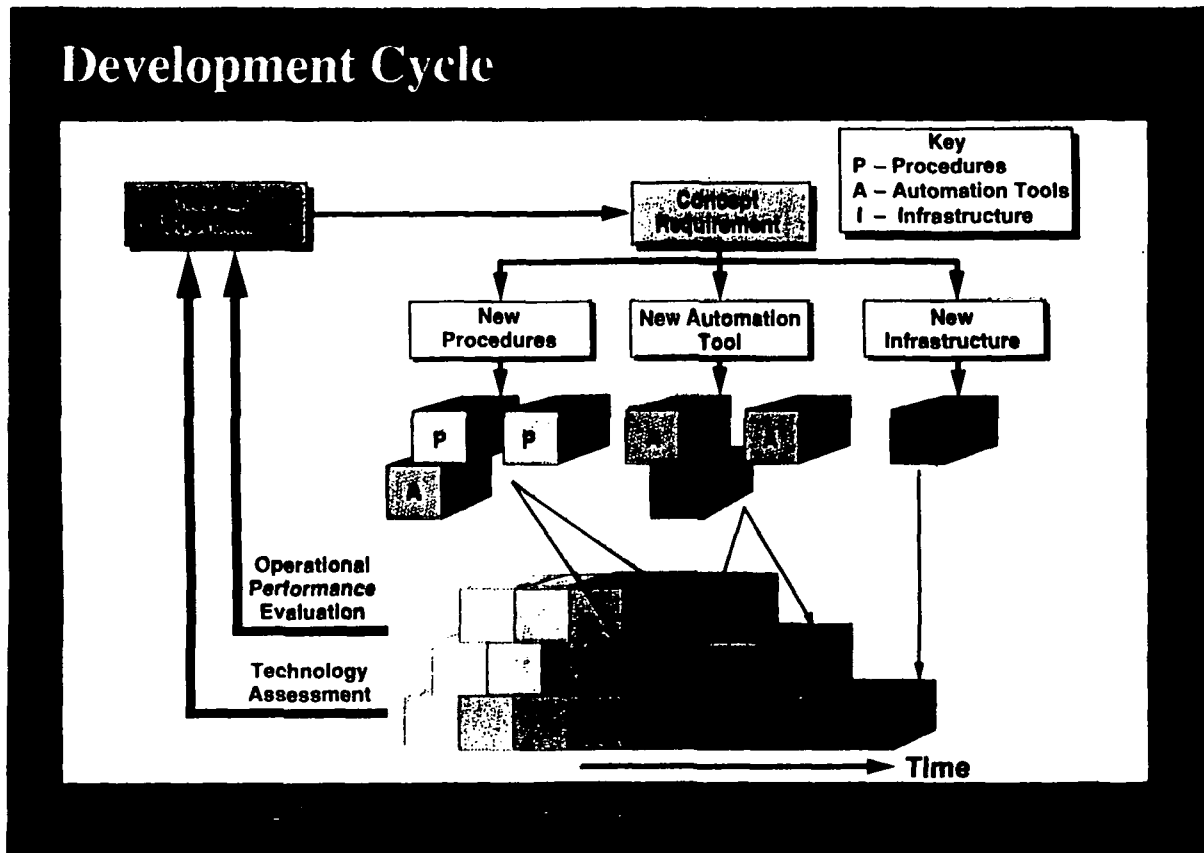 Development Cycle
Key
P – Procedures
A – Automation Tools
I – Infrastructure
Concept
Requirement
New
Procedures
New Automation
Tool
New
Infrastructure
P
P
A
A
Operational
Performance
Evaluation
Technology
Assessment
Time